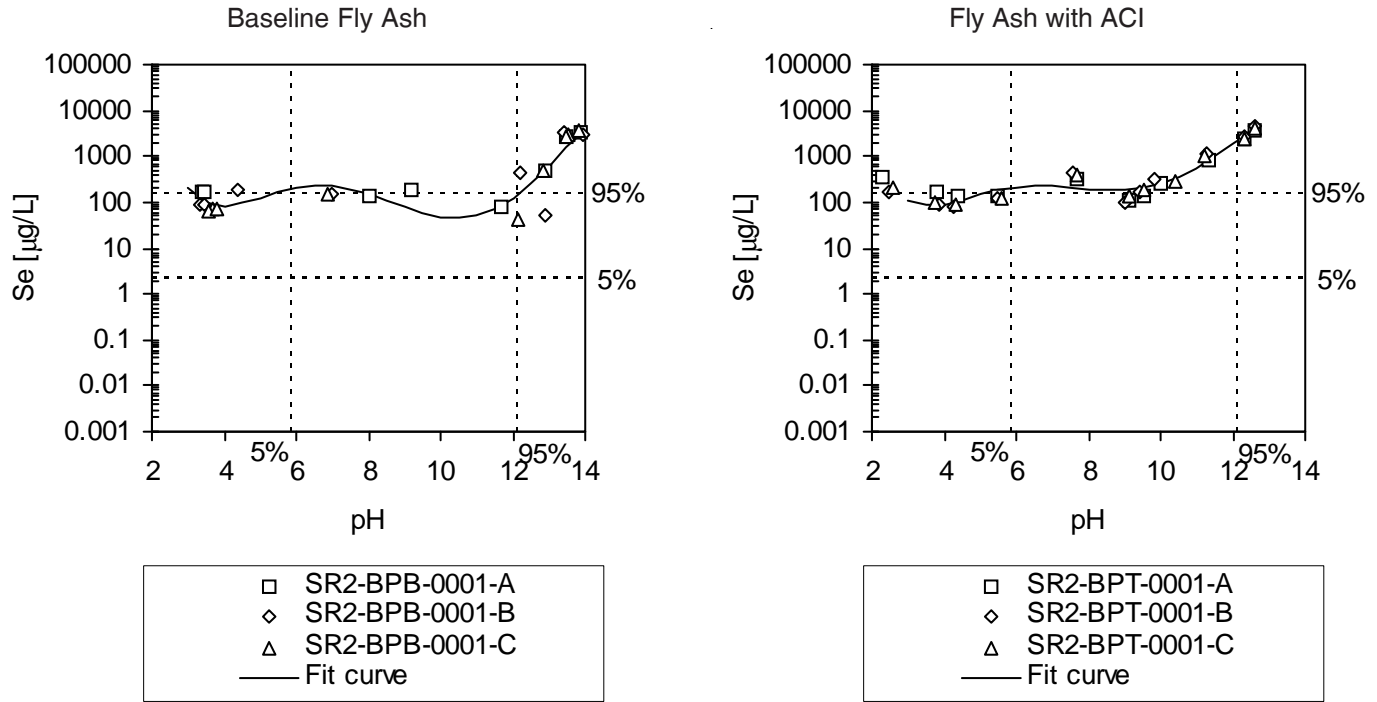 Baseline Fly Ash
100000
10000
1000
100
10
1
0.1
0.01
0.001
Se [µg/L]
95%
5%
5%
95%
2 4 6 8 10 12 14
pH
SR2-BPB-0001-A
SR2-BPB-0001-B
SR2-BPB-0001-C
Fit curve
Fly Ash with ACI
100000
10000
1000
100
10
1
0.1
0.01
0.001
Se [µg/L]
95%
5%
5%
95%
2 4 6 8 10 12 14
pH
SR2-BPT-0001-A
SR2-BPT-0001-B
SR2-BPT-0001-C
Fit curve